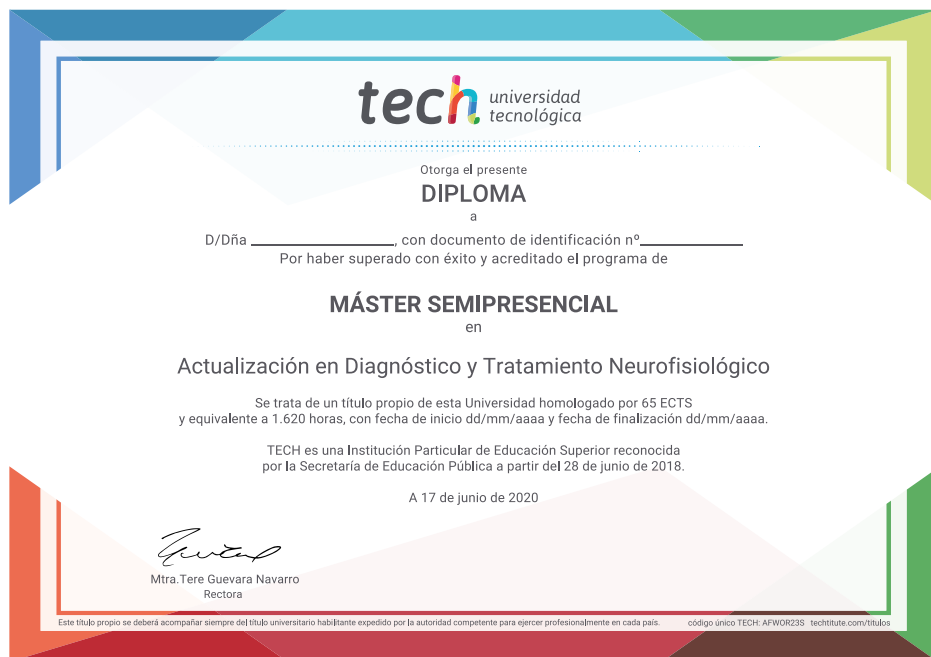 tech universidad
tecnológica
Otorga el presente
DIPLOMA
a
D/Dña ______________, con documento de identificación nº__________
Por haber superado con éxito y acreditado el programa de
MÁSTER SEMIPRESENCIAL
en
Actualización en Diagnóstico y Tratamiento Neurofisiológico
Se trata de un título propio de esta Universidad homologado por 65 ECTS
y equivalente a 1.620 horas, con fecha de inicio dd/mm/aaaa y fecha de finalización dd/mm/aaaa.
TECH es una Institución Particular de Educación Superior reconocida
por la Secretaría de Educación Pública a partir del 28 de junio de 2018.
A 17 de junio de 2020
Mtra.Tere Guevara Navarro
Rectora
Este título propio se deberá acompañar siempre del título universitario habilitante expedido por la autoridad competente para ejercer profesionalmente en cada país. código único TECH: AFWOR23S techtitute.com/titulos